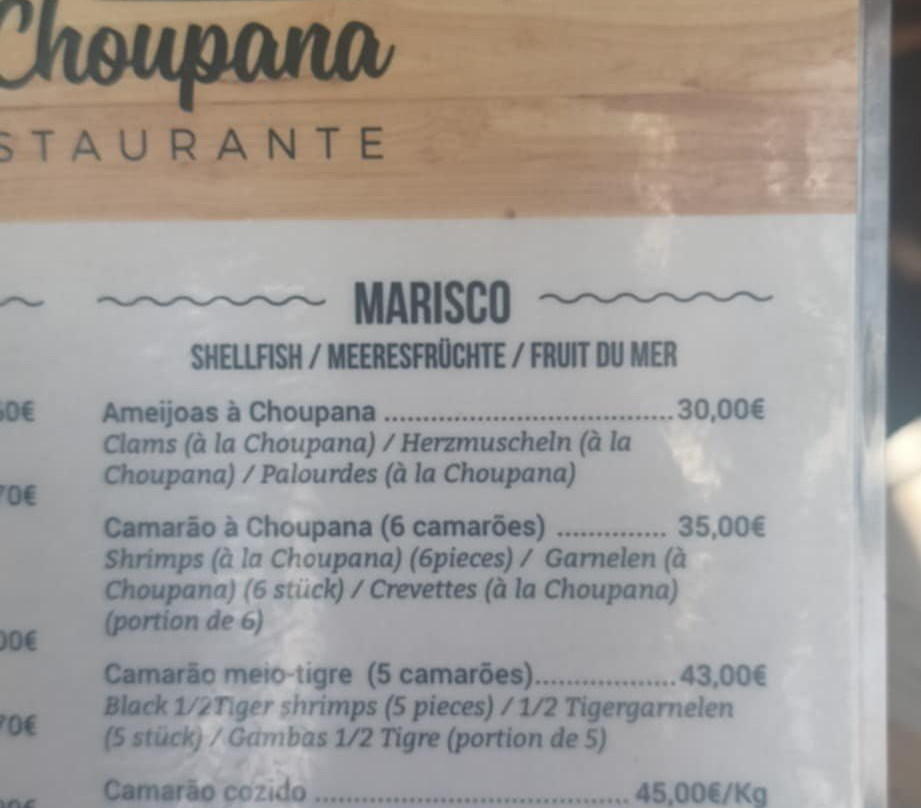 Choupana
STAURANTE
MARISCO
SHELLFISH / MEERESFRÜCHTE / FRUIT DU MER
Ameijoas à Choupana ................................ 30,00€
Clams (à la Choupana) / Herzmuscheln (à la
Choupana) / Palourdes (à la Choupana)
Camarão à Choupana (6 camarões) ............. 35,00€
Shrimps (à la Choupana) (6pieces) / Garnelen (à
Choupana) (6 stück) / Crevettes (à la Choupana)
(portion de 6)
Camarão meio-tigre (5 camarões)................ 43,00€
Black 1/2Tiger shrimps (5 pieces) / 1/2 Tigergarnelen
(5 stück) / Gambas 1/2 Tigre (portion de 5)
Camarão cozido .................................... 45,00€/Kg